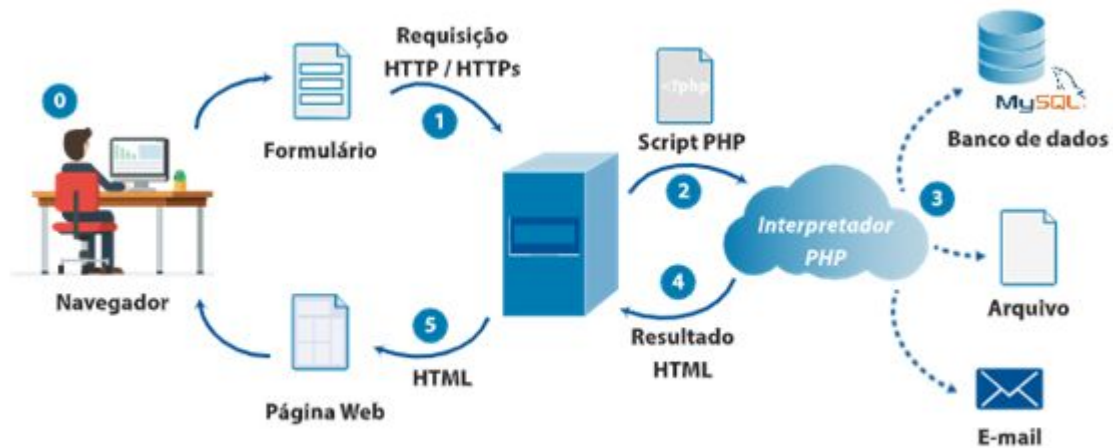 0
Navegador
Formulário
Requisição
HTTP / HTTPs
1
<?php
Script PHP
2
Interpretador
PHP
3
MySQL
Banco de dados
Arquivo
E-mail
4
Resultado
HTML
5
HTML
Página Web